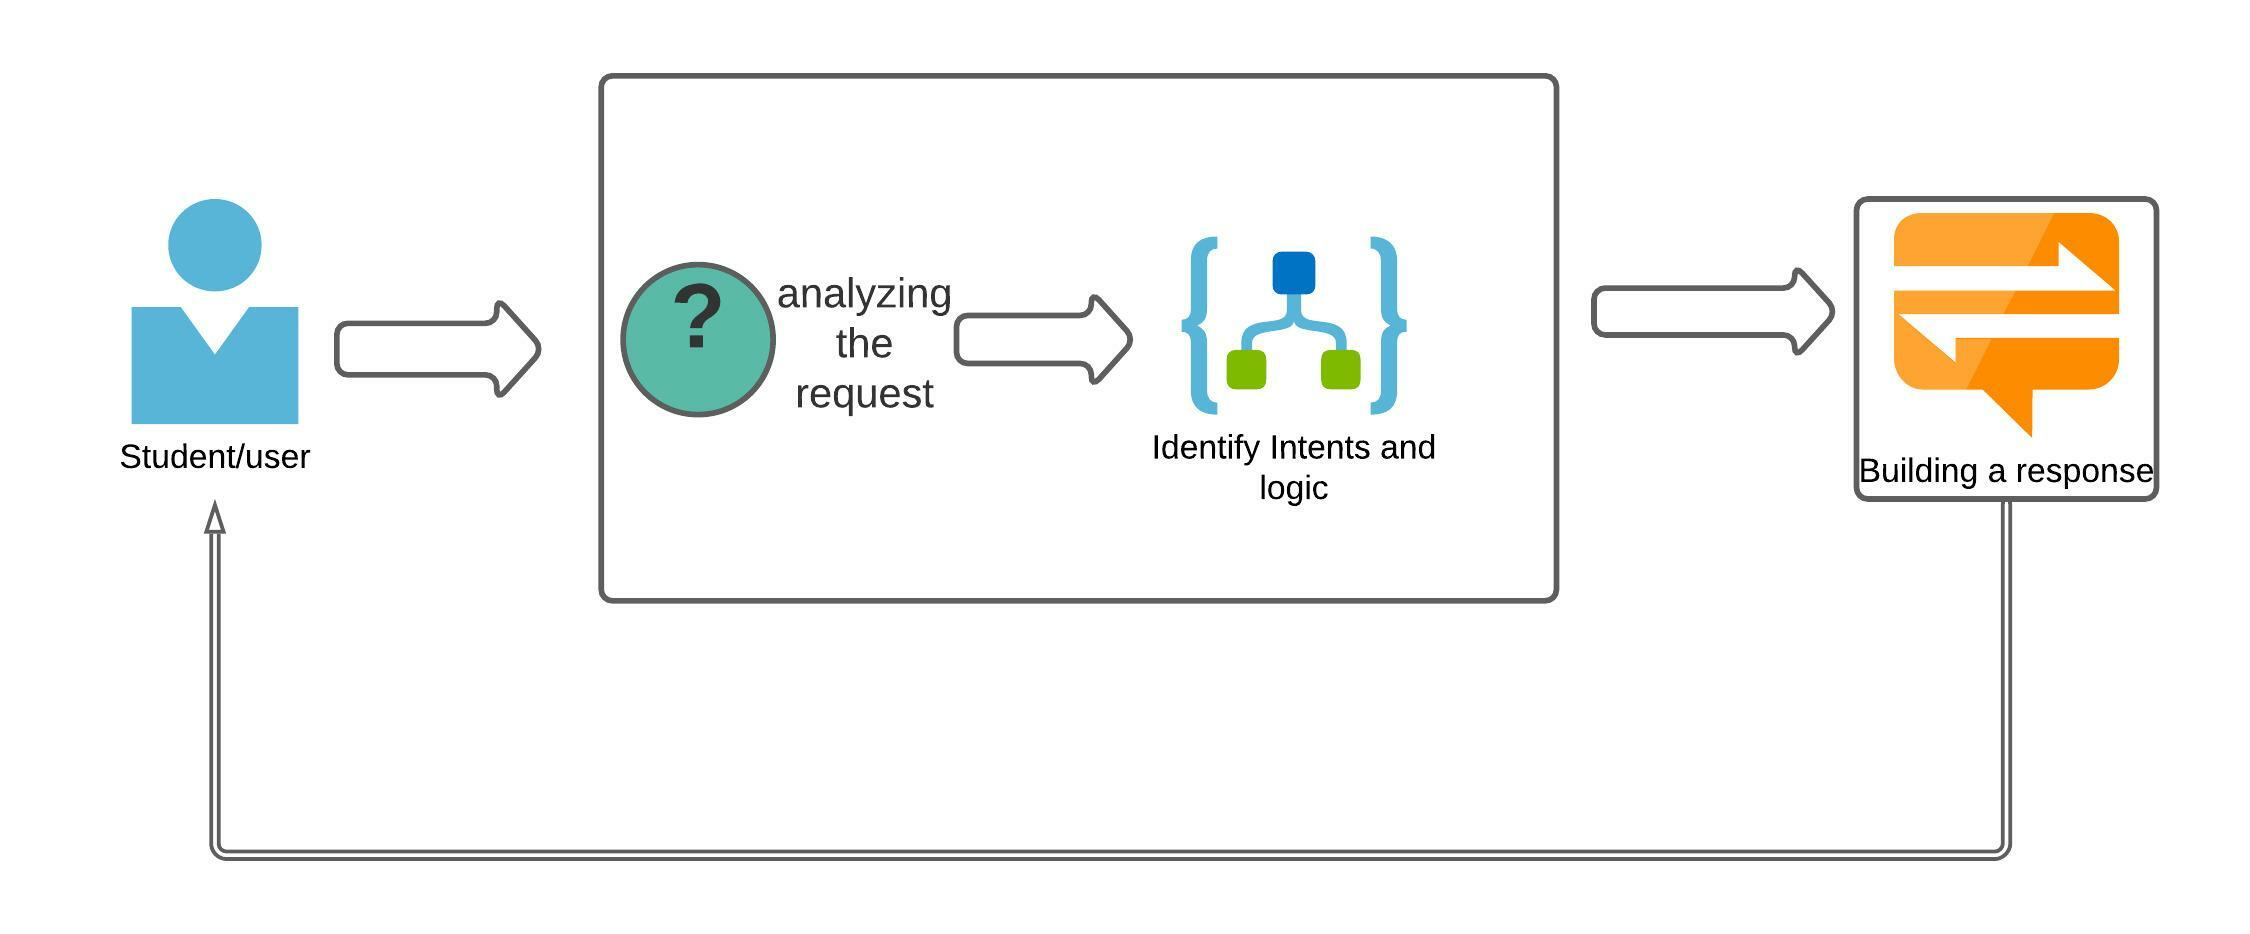 Student/user
?
analyzing
the
request
Identify Intents and
logic
Building a response